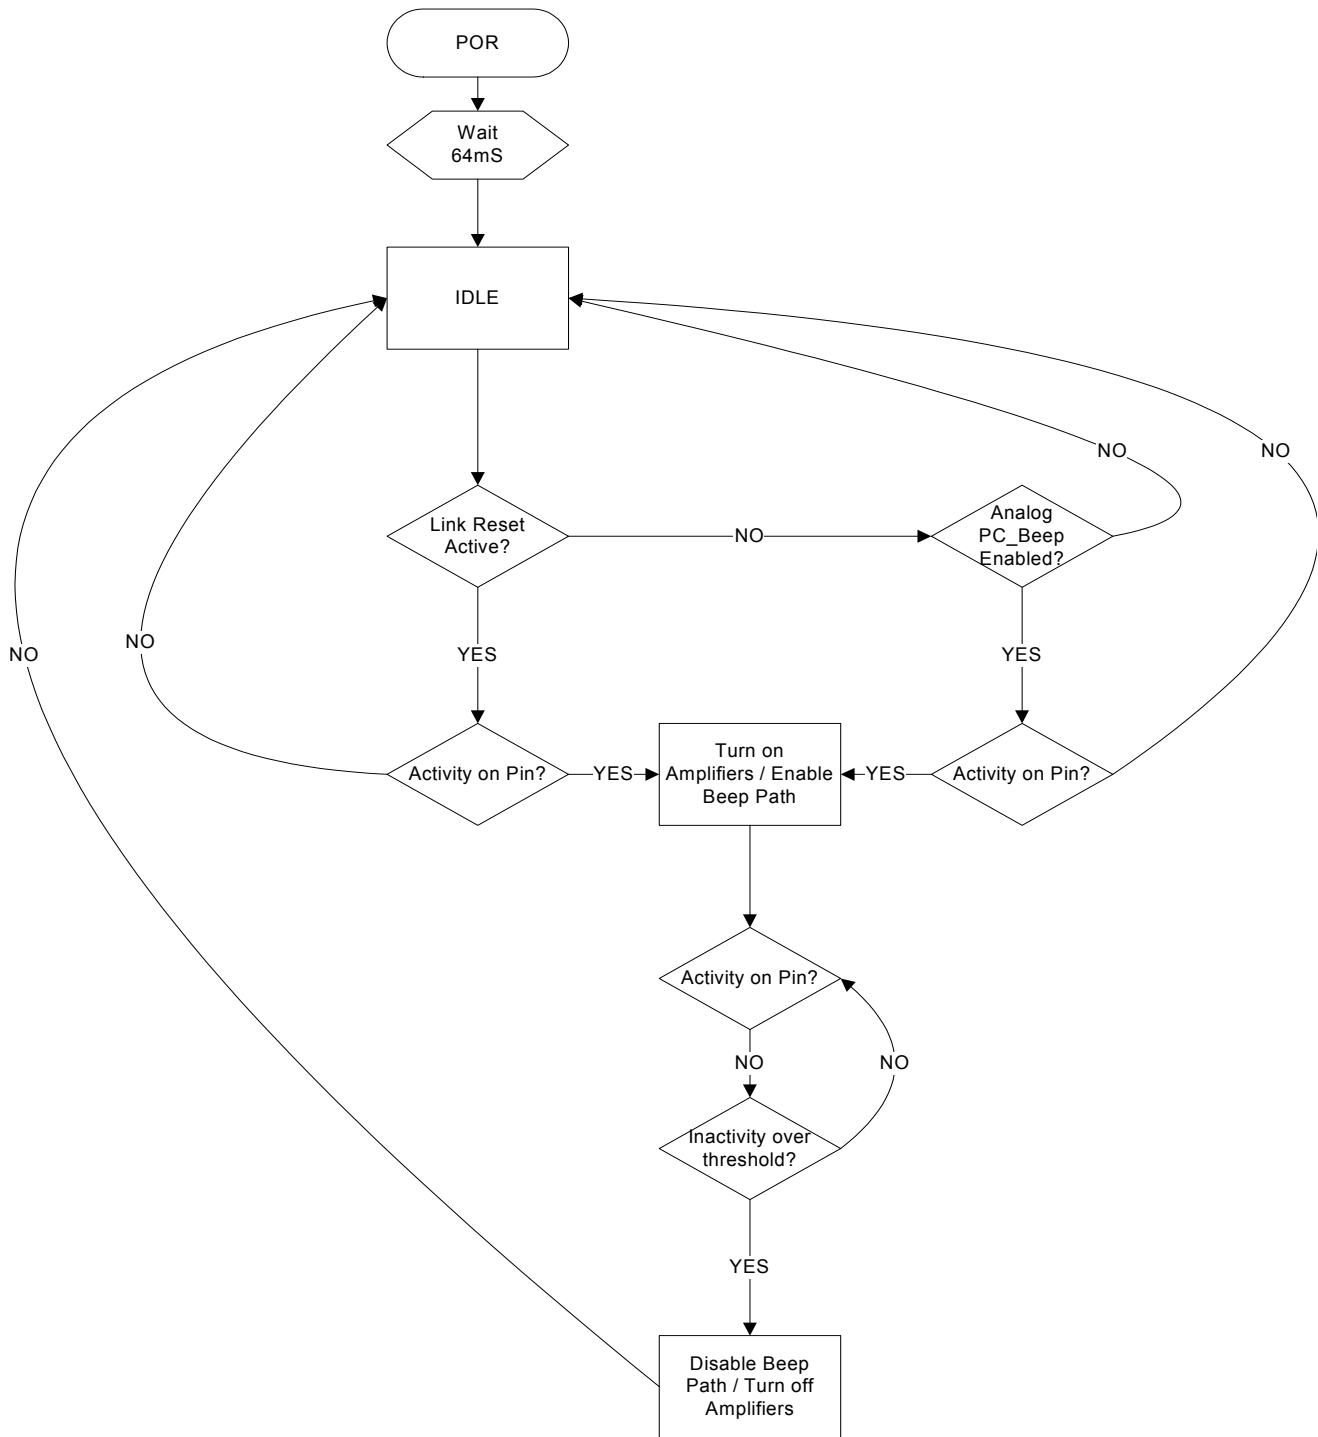 POR
Wait
64mS
IDLE
NO
NO
Link Reset
Active?
NO
Analog
PC_Beep
Enabled?
NO
NO
YES
YES
Activity on Pin?
YES
Turn on
Amplifiers / Enable
Beep Path
YES
Activity on Pin?
Activity on Pin?
NO
NO
Inactivity over
threshold?
YES
Disable Beep
Path / Turn off
Amplifiers